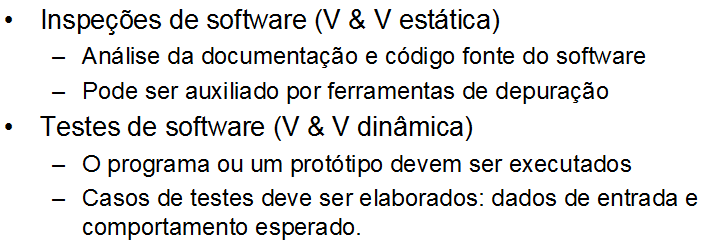 • Inspeções de software (V & V estática)
– Análise da documentação e código fonte do software
– Pode ser auxiliado por ferramentas de depuração
• Testes de software (V & V dinâmica)
– O programa ou um protótipo devem ser executados
– Casos de testes deve ser elaborados: dados de entrada e
comportamento esperado.